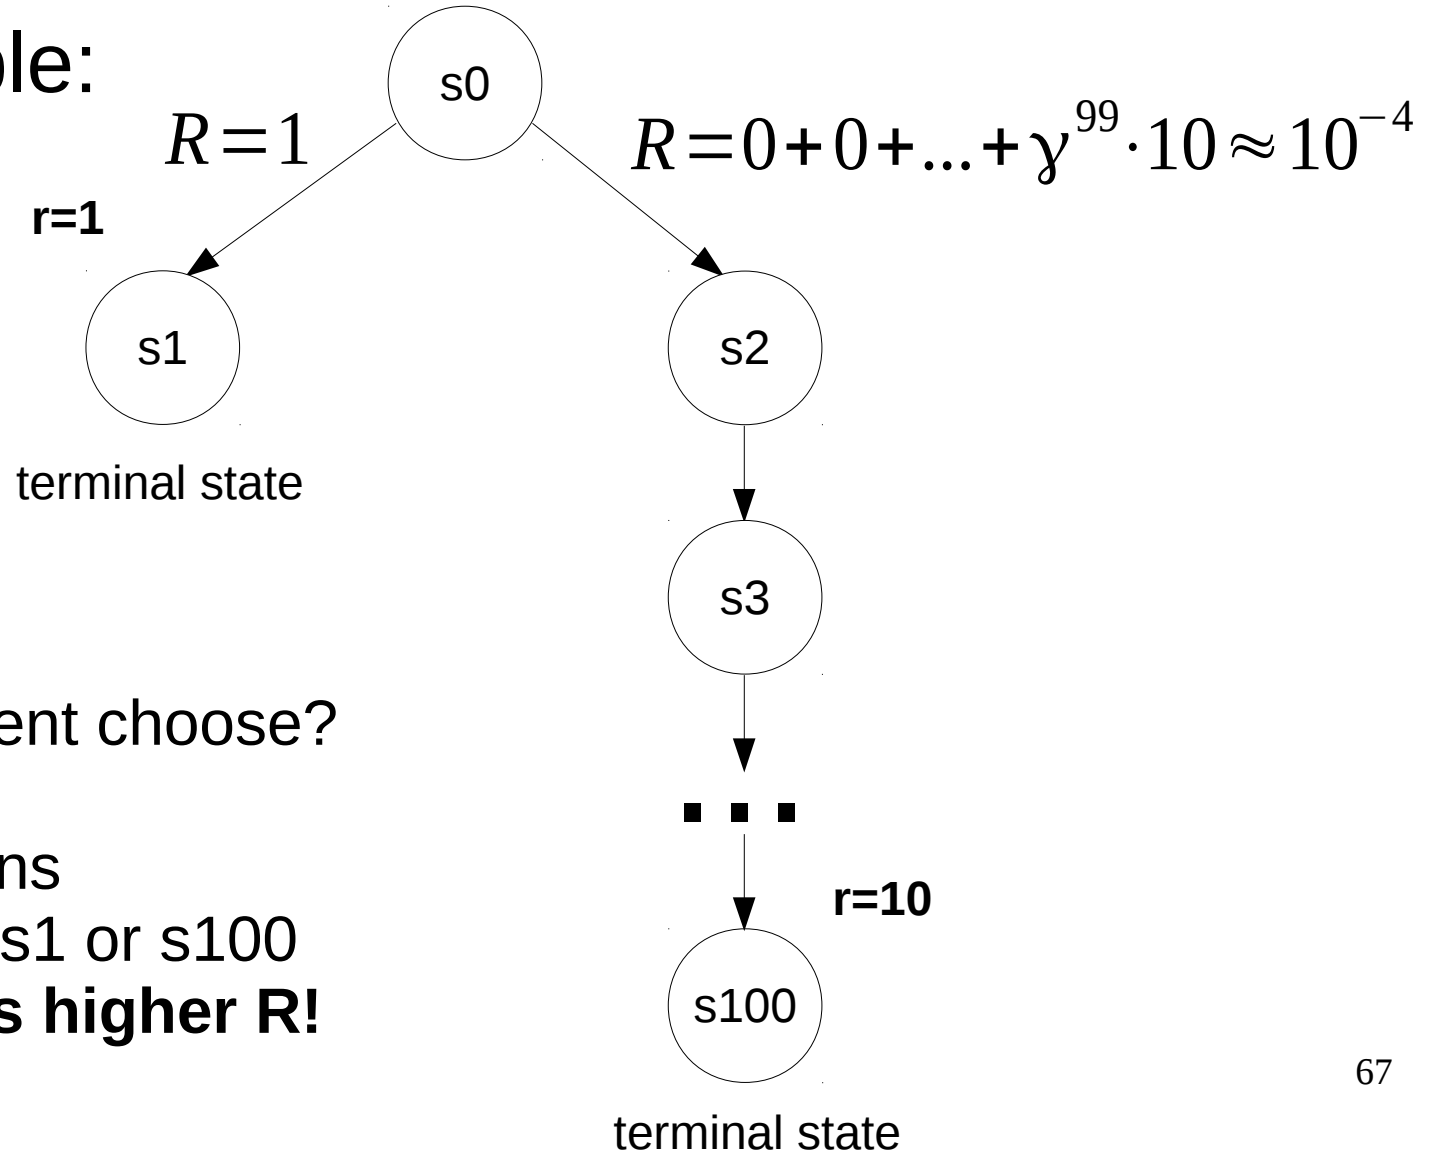 ple:
s0
R=1
R=0+0+...+γ^99·10≈10^−4
r=1
s1
s2
terminal state
s3
ent choose?
...
ns
r=10
s1 or s100
s higher R!
s100
67
terminal state